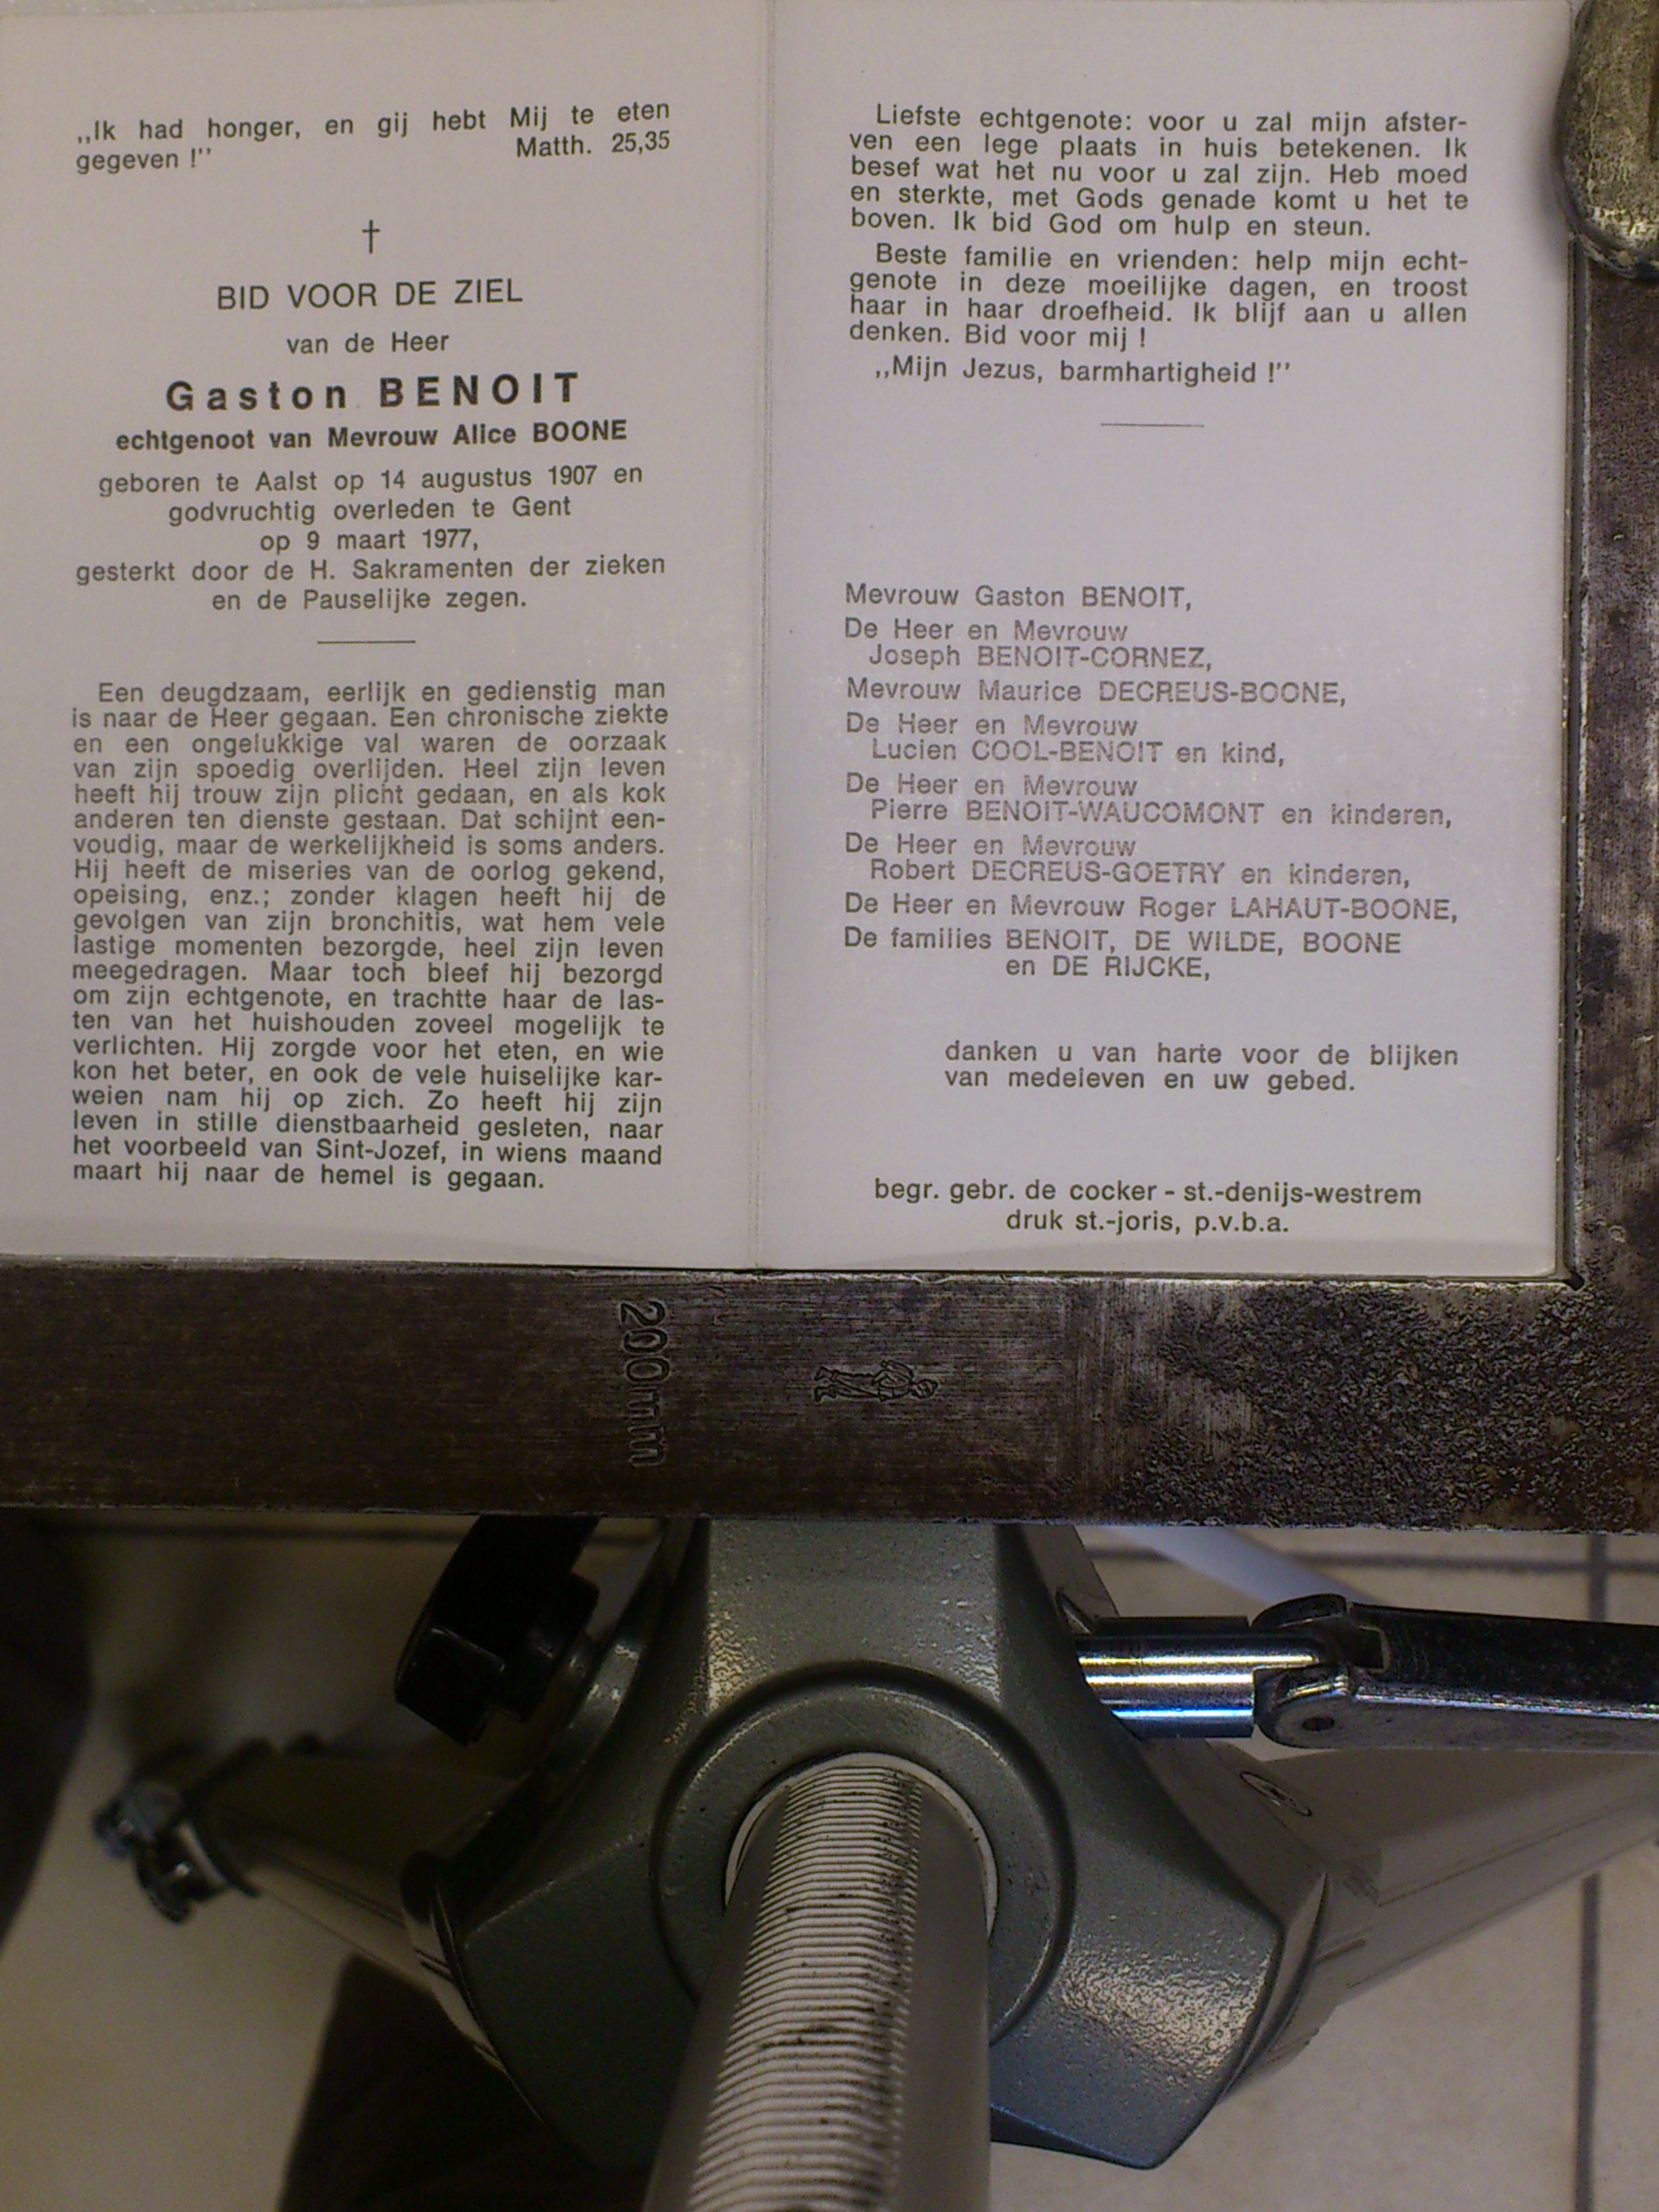 ,,Ik had honger, en gij hebt Mij te eten
gegeven !'' Matth. 25,35
†
BID VOOR DE ZIEL
van de Heer
Gaston BENOIT
echtgenoot van Mevrouw Alice BOONE
geboren te Aalst op 14 augustus 1907 en
godvruchtig overleden te Gent
op 9 maart 1977,
gesterkt door de H. Sakramenten der zieken
en de Pauselijke zegen.
Een deugdzaam, eerlijk en gedienstig man
is naar de Heer gegaan. Een chronische ziekte
en een ongelukkige val waren de oorzaak
van zijn spoedig overlijden. Heel zijn leven
heeft hij trouw zijn plicht gedaan, en als kok
anderen ten dienste gestaan. Dat schijnt een-
voudig, maar de werkelijkheid is soms anders.
Hij heeft de miseries van de oorlog gekend,
opeising, enz.; zonder klagen heeft hij de
gevolgen van zijn bronchitis, wat hem vele
lastige momenten bezorgde, heel zijn leven
meegedragen. Maar toch bleef hij bezorgd
om zijn echtgenote, en trachtte haar de las-
ten van het huishouden zoveel mogelijk te
verlichten. Hij zorgde voor het eten, en wie
kon het beter, en ook de vele huiselijke kar-
weien nam hij op zich. Zo heeft hij zijn
leven in stille dienstbaarheid gesleten, naar
het voorbeeld van Sint-Jozef, in wiens maand
maart hij naar de hemel is gegaan.
Liefste echtgenote: voor u zal mijn afster-
ven een lege plaats in huis betekenen. Ik
besef wat het nu voor u zal zijn. Heb moed
en sterkte, met Gods genade komt u het te
boven. Ik bid God om hulp en steun.
Beste familie en vrienden: help mijn echt-
genote in deze moeilijke dagen, en troost
haar in haar droefheid. Ik blijf aan u allen
denken. Bid voor mij !
,,Mijn Jezus, barmhartigheid !''
Mevrouw Gaston BENOIT,
De Heer en Mevrouw
Joseph BENOIT-CORNEZ,
Mevrouw Maurice DECREUS-BOONE,
De Heer en Mevrouw
Lucien COOL-BENOIT en kind,
De Heer en Mevrouw
Pierre BENOIT-WAUCOMONT en kinderen,
De Heer en Mevrouw
Robert DECREUS-GOETRY en kinderen,
De Heer en Mevrouw Roger LAHAUT-BOONE,
De families BENOIT, DE WILDE, BOONE
en DE RIJCKE,
danken u van harte voor de blijken
van medeleven en uw gebed.
begr. gebr. de cocker - st.-denijs-westrem
druk st.-joris, p.v.b.a.
200mm